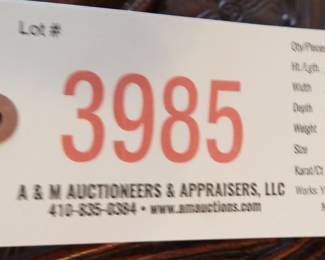 Lot #
Qty/Pieces
Ht./Lgth
Width
Depth
Weight
Size
Karat/Ct
Works: Y
3985
A & M AUCTIONEERS & APPRAISERS, LLC
410-835-0384 • www.amauctions.com